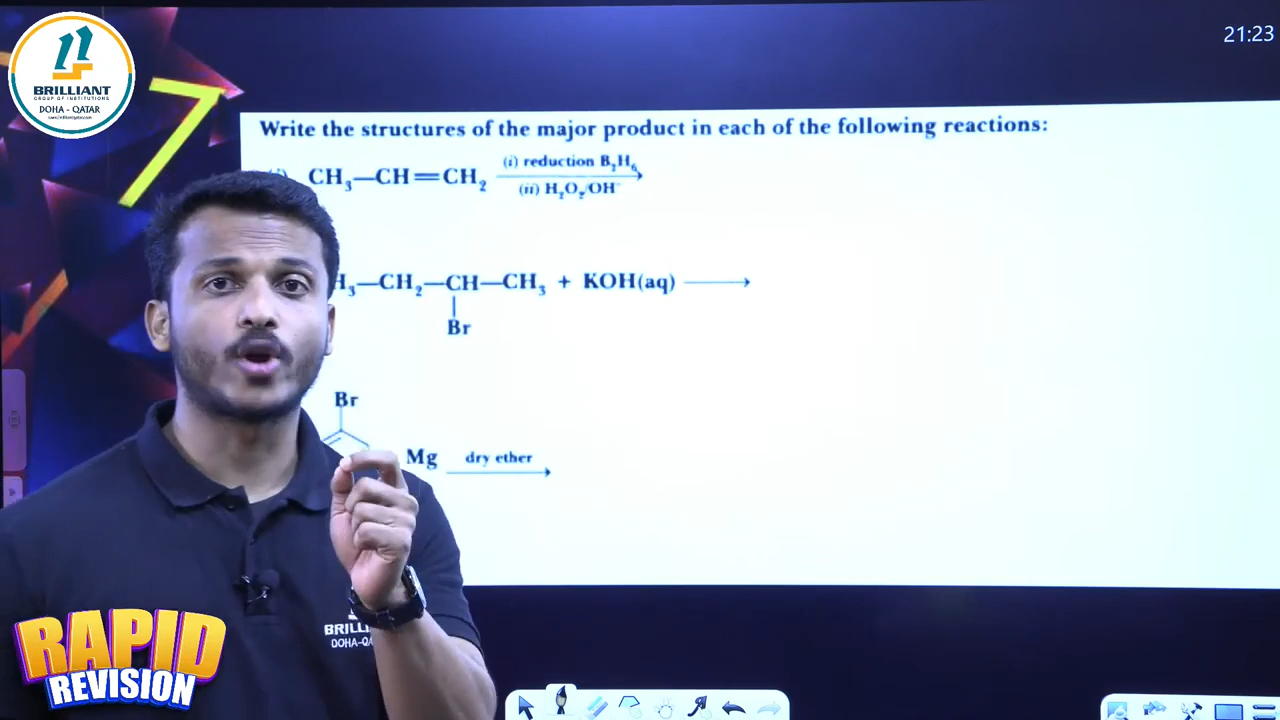 BRILLIANT
GROUP OF INSTITUTIONS
DOHA - QATAR
21:23
7
Write the structures of the major product in each of the following reactions:
CH₃—CH=CH₂ (i) reduction B₂H₆
(ii) H₂O₂/OH⁻
H₃—CH₂—CH—CH₃ + KOH(aq) ⟶
Br
Br
Mg dry ether
BRILLI
DOHA-QA
RAPID
REVISION